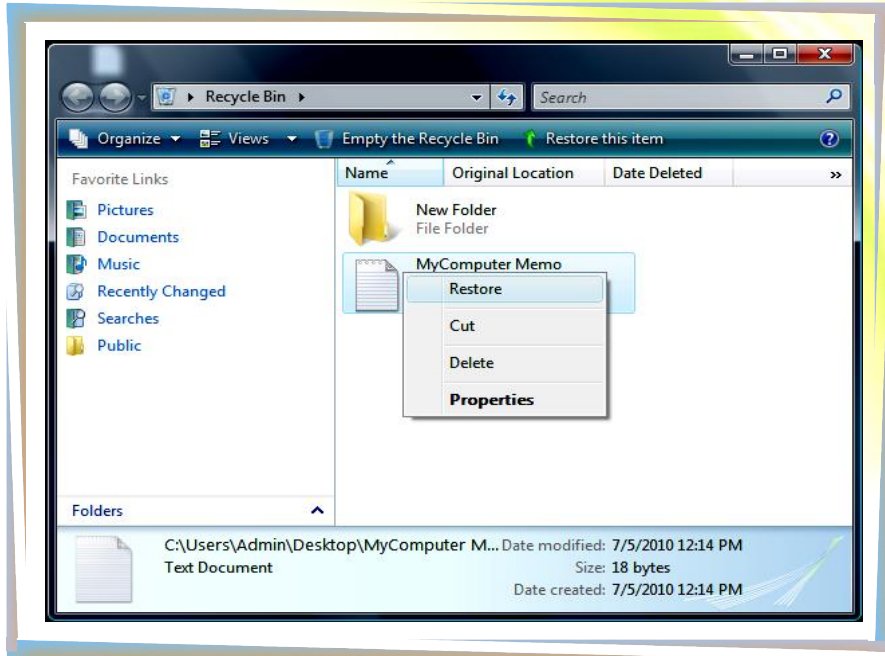 Recycle Bin
Search
Organize Views Empty the Recycle Bin Restore this item
Favorite Links
Pictures
Documents
Music
Recently Changed
Searches
Public
Folders
Name Original Location Date Deleted
New Folder
File Folder
MyComputer Memo
Restore
Cut
Delete
Properties
C:\Users\Admin\Desktop\MyComputer M... Date modified: 7/5/2010 12:14 PM
Text Document Size: 18 bytes
Date created: 7/5/2010 12:14 PM